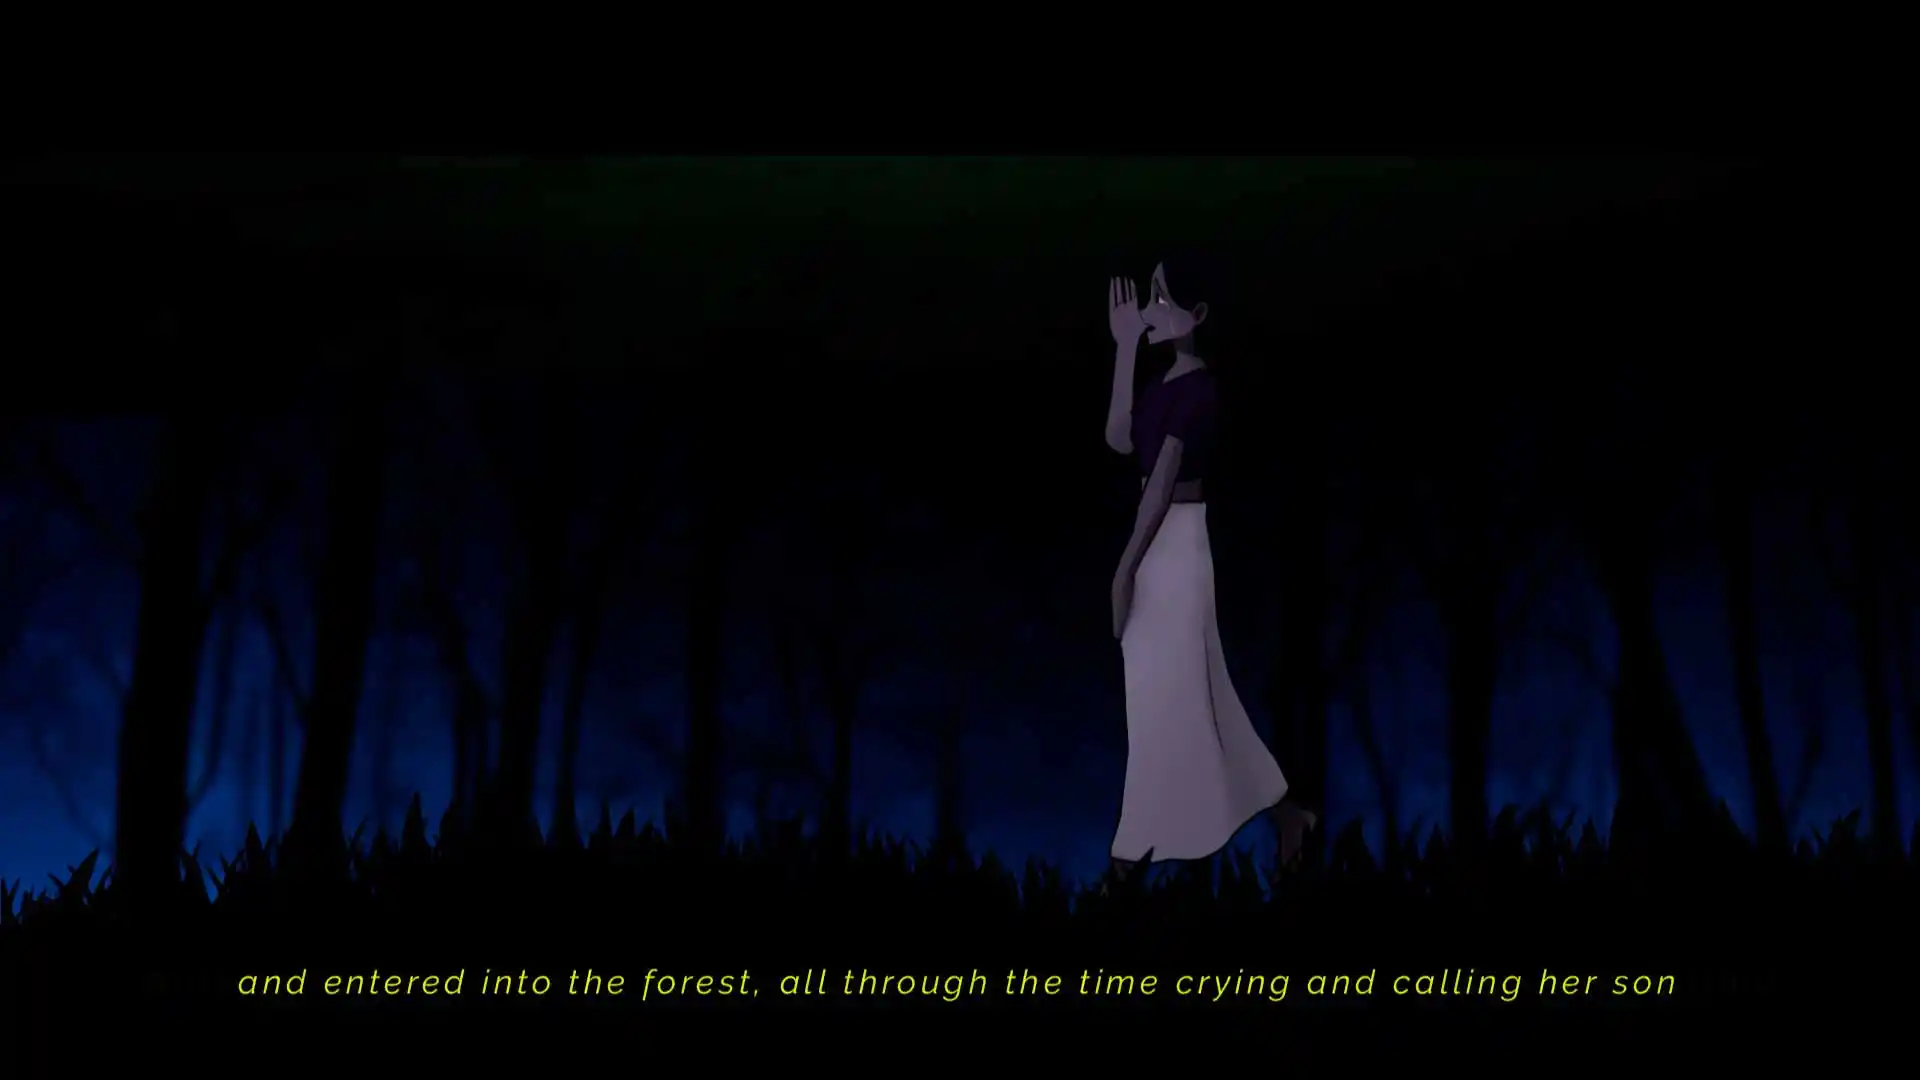 and entered into the forest, all through the time crying and calling her son